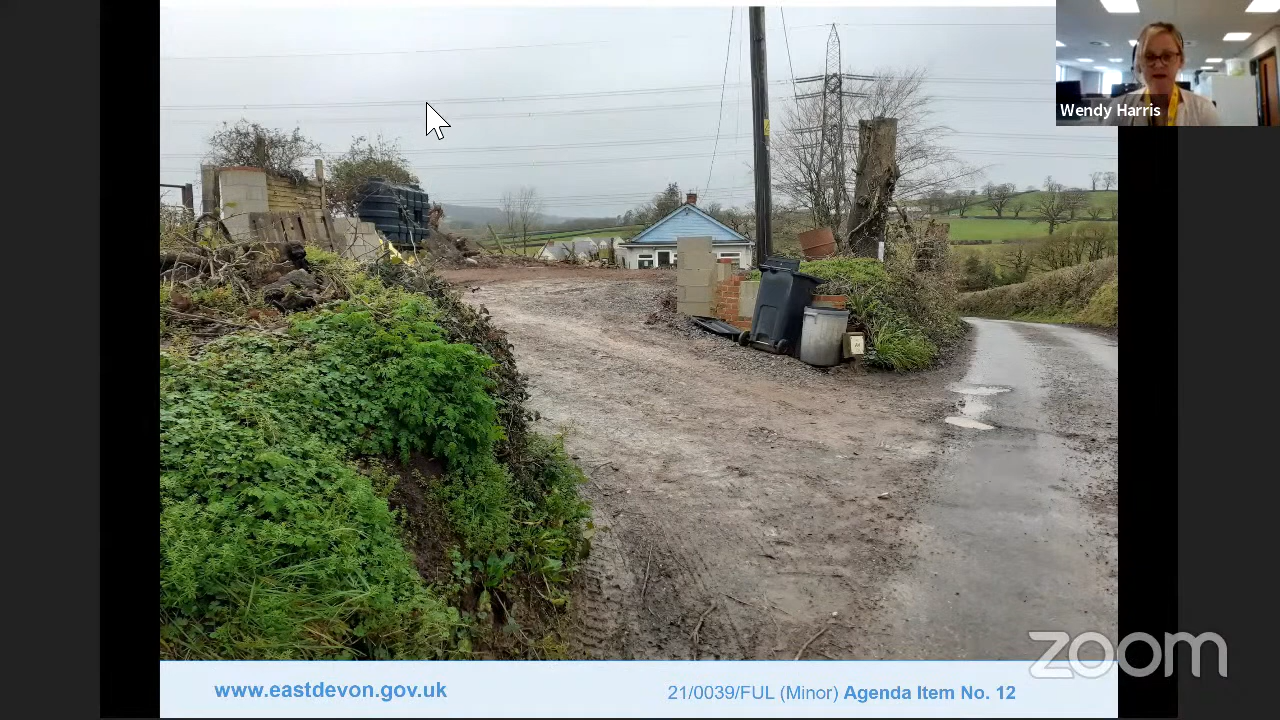 Wendy Harris
zoom
www.eastdevon.gov.uk
21/0039/FUL (Minor) Agenda Item No. 12